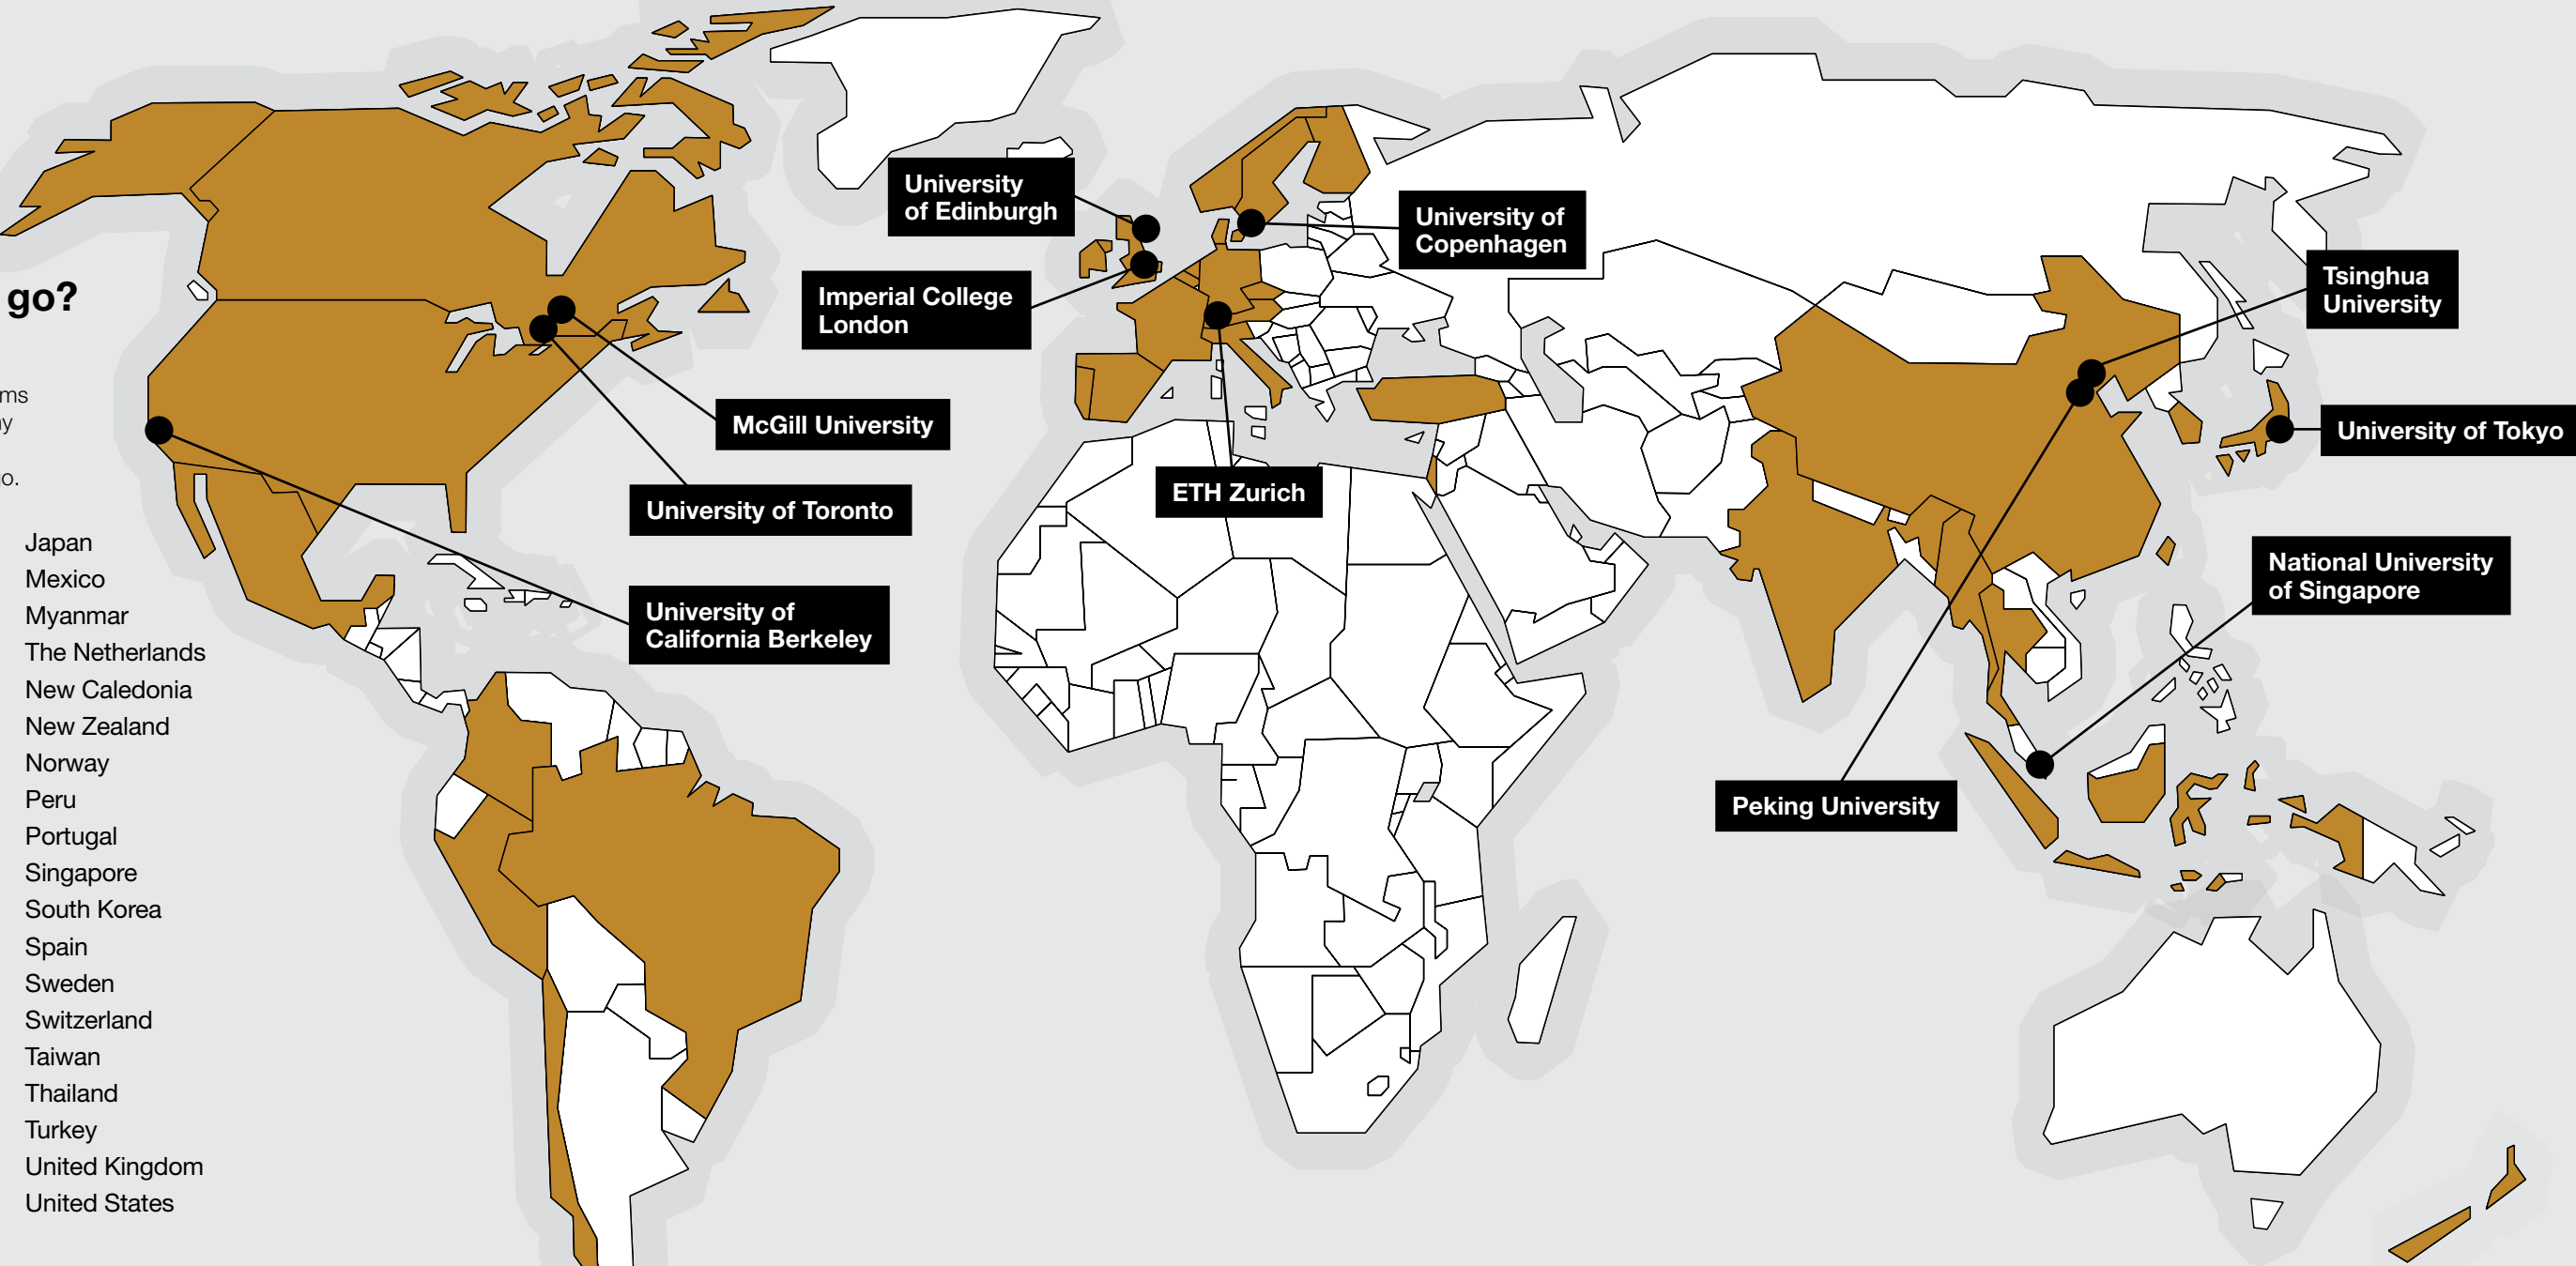 go?
ms
o.
Japan
Mexico
Myanmar
The Netherlands
New Caledonia
New Zealand
Norway
Peru
Portugal
Singapore
South Korea
Spain
Sweden
Switzerland
Taiwan
Thailand
Turkey
United Kingdom
United States
University
of Edinburgh
Imperial College
London
University of
Copenhagen
Tsinghua
University
McGill University
University of Tokyo
University of Toronto
ETH Zurich
National University
of Singapore
University of
California Berkeley
Peking University